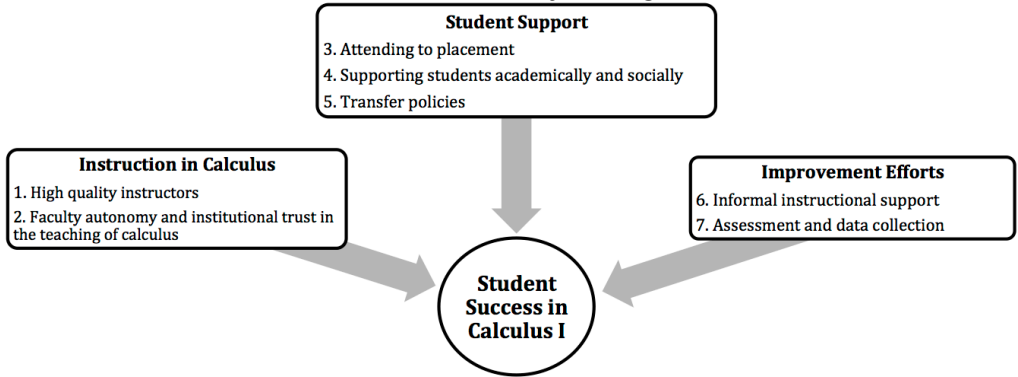 Student Support
3. Attending to placement
4. Supporting students academically and socially
5. Transfer policies
Instruction in Calculus
1. High quality instructors
2. Faculty autonomy and institutional trust in
the teaching of calculus
Improvement Efforts
6. Informal instructional support
7. Assessment and data collection
Student
Success in
Calculus I